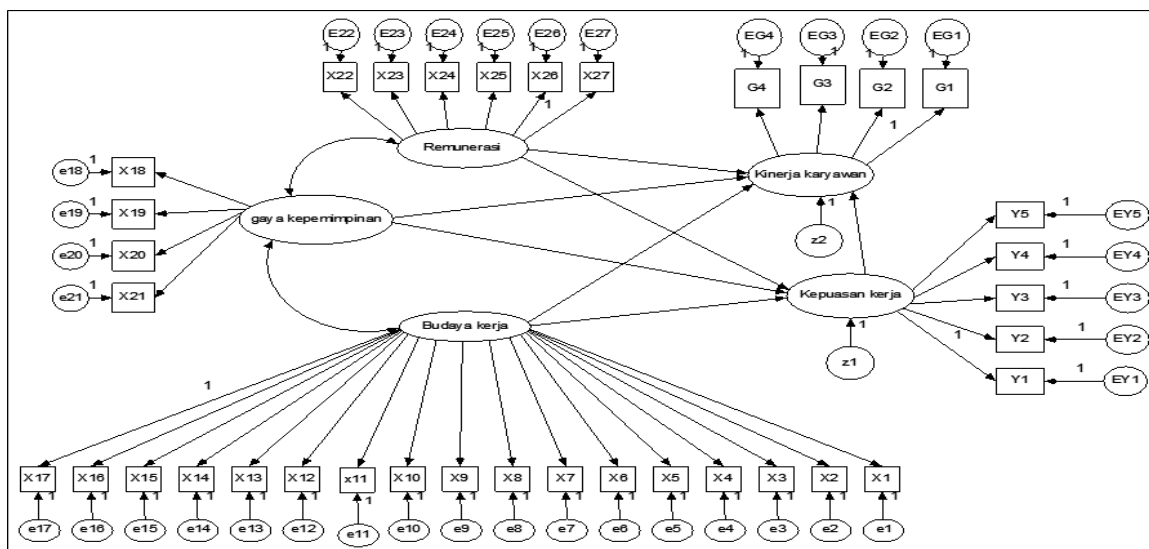 E22 E23 E24 E25 E26 E27 EG4 EG3 EG2 EG1
1 1 1 1 1 1 1 1 1 1
X22 X23 X24 X25 X26 X27 G4 G3 G2 G1
1 1
Remunerasi
Kinerja karyawan
e18 1 X18
gaya kepemimpinan
e19 1 X19
e20 1 X20
e21 1 X21
1
z2
Y5 1 EY5
Y4 1 EY4
Kepuasan kerja
Y3 1 EY3
Budaya kerja
1
z1
1
Y2 1 EY2
Y1 1 EY1
1
X17 X16 X15 X14 X13 X12 x11 X10 X9 X8 X7 X6 X5 X4 X3 X2 X1
1 1 1 1 1 1 1 1 1 1 1 1 1 1 1 1 1
e17 e16 e15 e14 e13 e12 e11 e10 e9 e8 e7 e6 e5 e4 e3 e2 e1